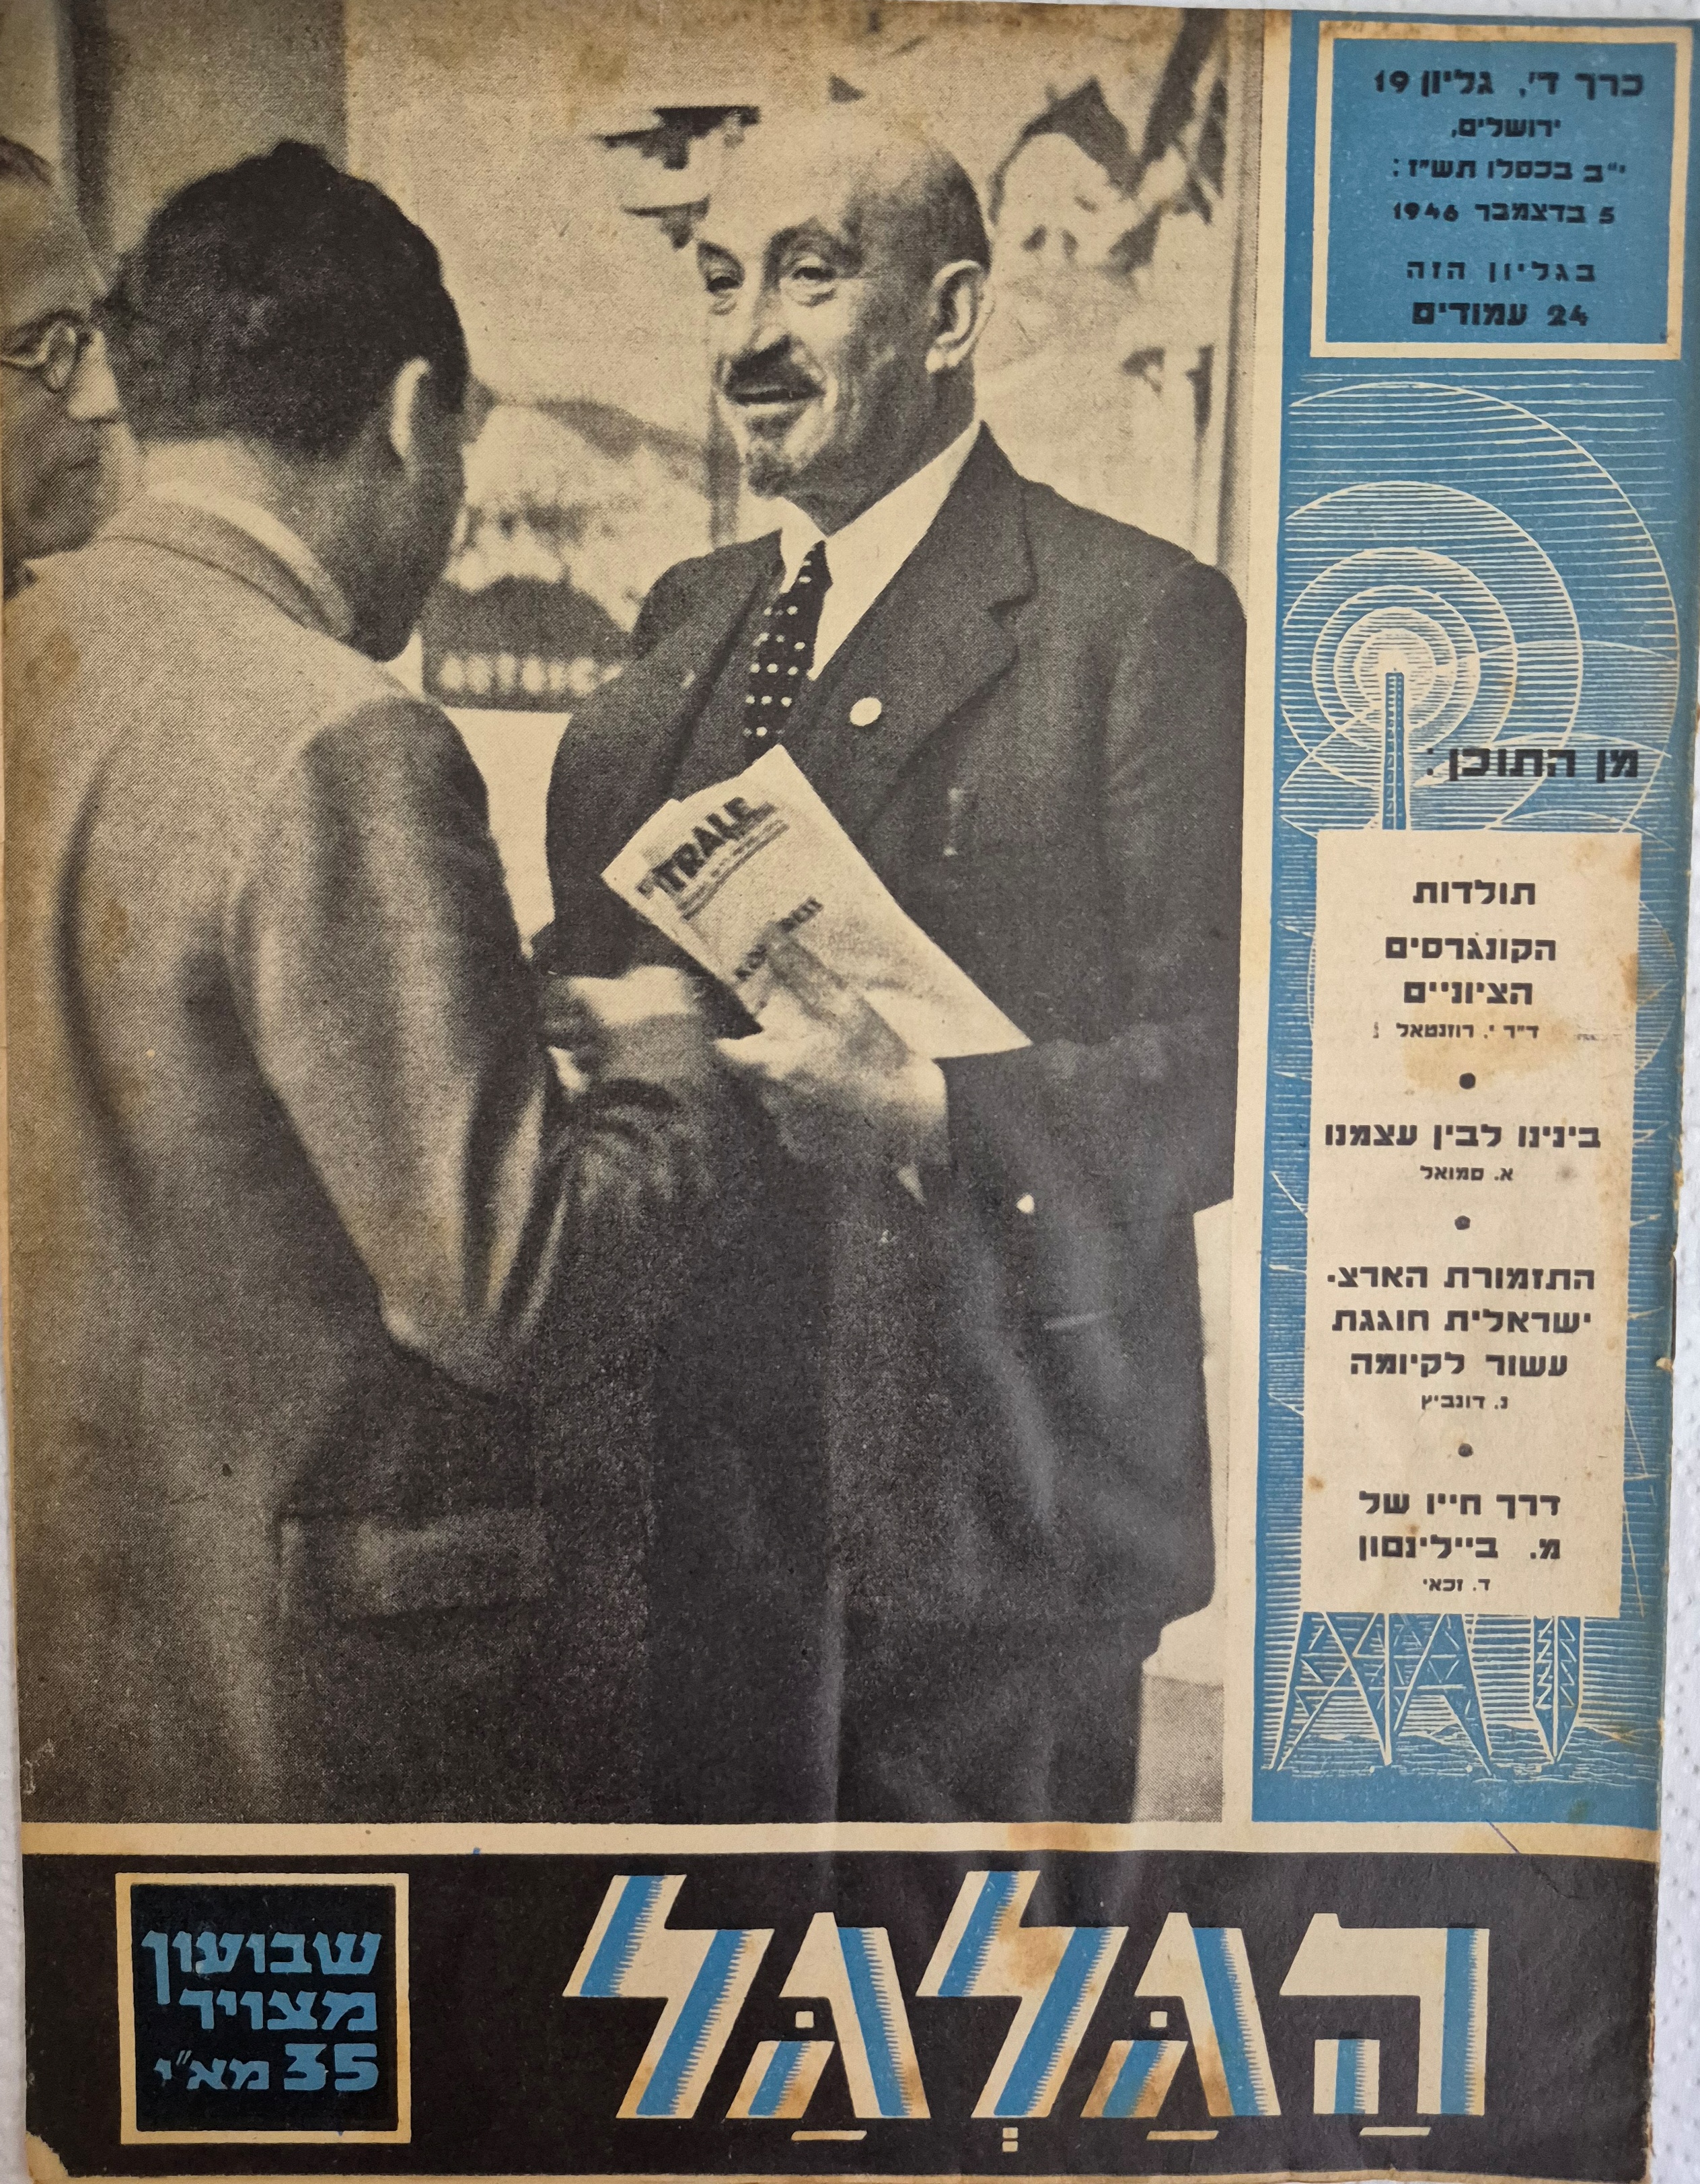 כרך ד׳, גליון 19
ירושלים,
י״ב בכסלו תש״ז:
5 בדצמבר 1946
בגליון הזה
24 עמודים
מן התוכן:
תולדות
הקונגרסים
הציוניים
ד״ר י. רוזנטאל
•
בינינו לבין עצמנו
א. סמואל
•
התזמורת הארצ-
ישראלית חוגגת
עשור לקיומה
נ. דונביץ
•
דרך חייו של
מ. ביילינסון
ד. זכאי
TRALE
הַגַּלְגַּל
שבועון
מצויר
35 מא״י